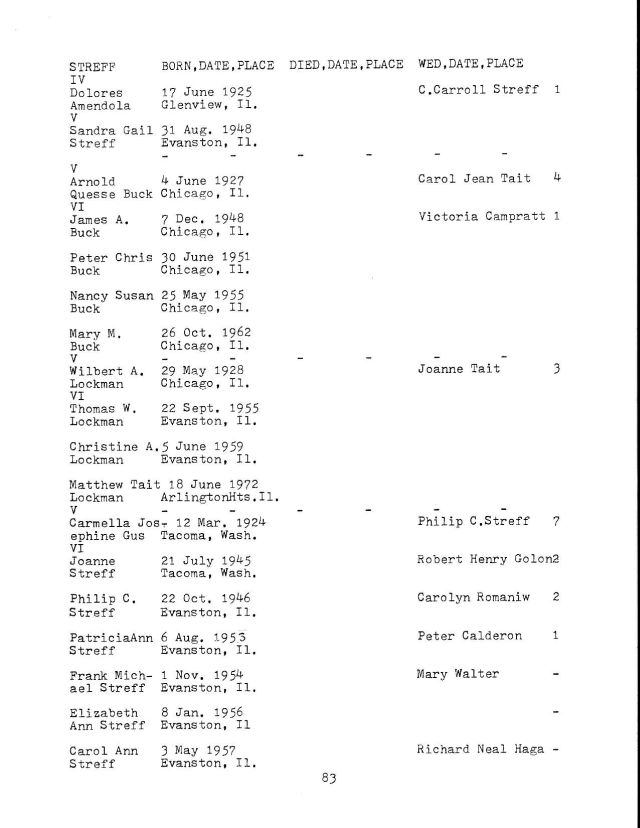 STREFF BORN,DATE,PLACE DIED,DATE,PLACE WED,DATE,PLACE
IV
Dolores 17 June 1925 C.Carroll Streff 1
Amendola Glenview, Il.
V
Sandra Gail 31 Aug. 1948
Streff Evanston, Il.
- - - - - -
V
Arnold 4 June 1927 Carol Jean Tait 4
Quesse Buck Chicago, Il.
VI
James A. 7 Dec. 1948 Victoria Campratt 1
Buck Chicago, Il.
Peter Chris 30 June 1951
Buck Chicago, Il.
Nancy Susan 25 May 1955
Buck Chicago, Il.
Mary M. 26 Oct. 1962
Buck Chicago, Il.
V - - - - - -
Wilbert A. 29 May 1928 Joanne Tait 3
Lockman Chicago, Il.
VI
Thomas W. 22 Sept. 1955
Lockman Evanston, Il.
Christine A.5 June 1959
Lockman Evanston, Il.
Matthew Tait 18 June 1972
Lockman ArlingtonHts.Il.
V - - - - - -
Carmella Jos- 12 Mar. 1924 Philip C.Streff 7
ephine Gus Tacoma, Wash.
VI
Joanne 21 July 1945 Robert Henry Golon2
Streff Tacoma, Wash.
Philip C. 22 Oct. 1946 Carolyn Romaniw 2
Streff Evanston, Il.
PatriciaAnn 6 Aug. 1953 Peter Calderon 1
Streff Evanston, Il.
Frank Mich- 1 Nov. 1954 Mary Walter -
ael Streff Evanston, Il.
Elizabeth 8 Jan. 1956 -
Ann Streff Evanston, Il
Carol Ann 3 May 1957 Richard Neal Haga -
Streff Evanston, Il.
83